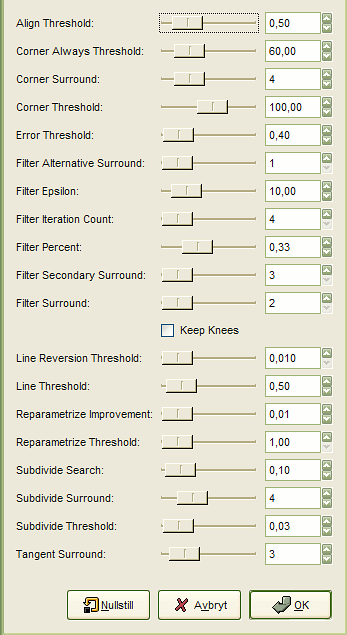 Align Threshold: 0,50
Corner Always Threshold: 60,00
Corner Surround: 4
Corner Threshold: 100,00
Error Threshold: 0,40
Filter Alternative Surround: 1
Filter Epsilon: 10,00
Filter Iteration Count: 4
Filter Percent: 0,33
Filter Secondary Surround: 3
Filter Surround: 2
Keep Knees
Line Reversion Threshold: 0,010
Line Threshold: 0,50
Reparametrize Improvement: 0,01
Reparametrize Threshold: 1,00
Subdivide Search: 0,10
Subdivide Surround: 4
Subdivide Threshold: 0,03
Tangent Surround: 3
Nullstill Avbryt OK